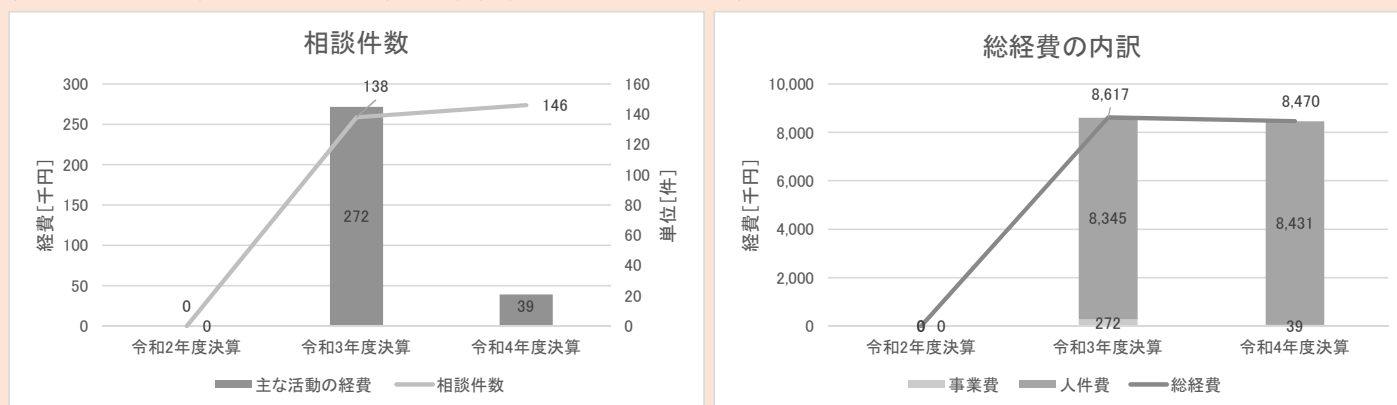 相談件数
300
250
200
150
100
50
0
経費[千円]
160
140
120
100
80
60
40
20
0
単位[件]
138
146
272
39
0
0
令和2年度決算
令和3年度決算
令和4年度決算
主な活動の経費
相談件数
総経費の内訳
10,000
8,000
6,000
4,000
2,000
0
経費[千円]
8,617
8,470
8,345
8,431
272
39
0
0
0
令和2年度決算
令和3年度決算
令和4年度決算
事業費
人件費
総経費